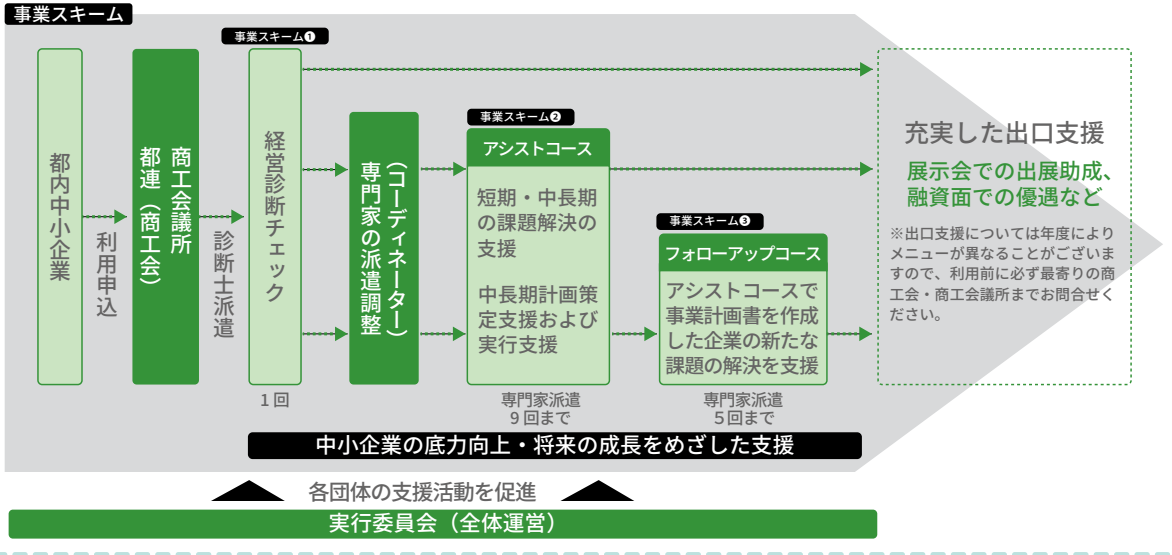 事業スキーム
都内中小企業
利用申込
商工会議所
都連（商工会）
診断士派遣
事業スキーム❶
経営診断チェック
1回
専門家の派遣調整
（コーディネーター）
事業スキーム❷
アシストコース
短期・中長期
の課題解決の
支援
中長期計画策
定支援および
実行支援
専門家派遣
9回まで
事業スキーム❸
フォローアップコース
アシストコースで
事業計画書を作成
した企業の新たな
課題の解決を支援
専門家派遣
5回まで
充実した出口支援
展示会での出展助成、
融資面での優遇など
※出口支援については年度により
メニューが異なることがございま
すので、利用前に必ず最寄りの商
工会・商工会議所までお問合せく
ださい。
中小企業の底力向上・将来の成長をめざした支援
各団体の支援活動を促進
実行委員会（全体運営）